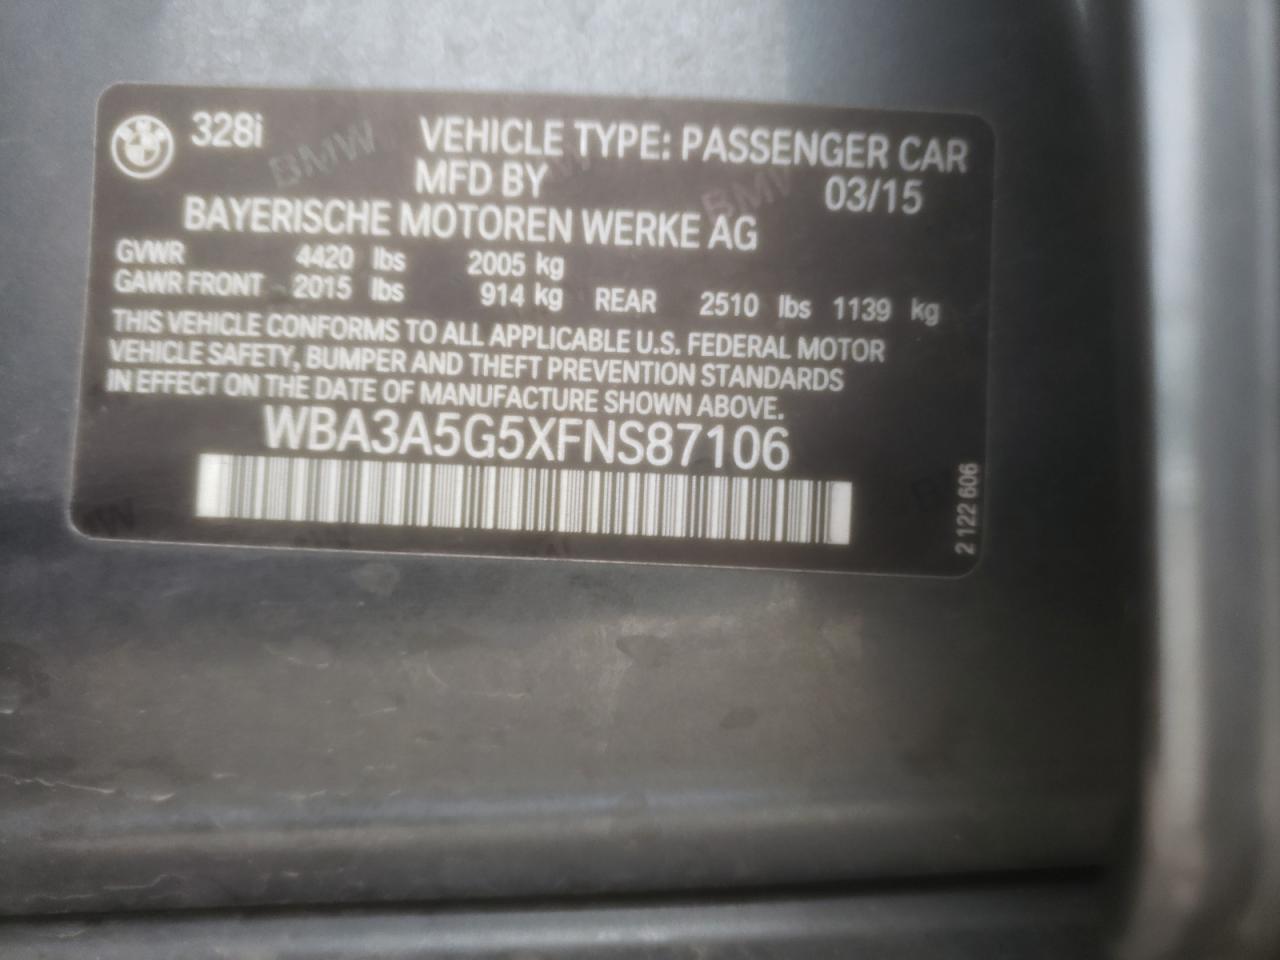 328i VEHICLE TYPE: PASSENGER CAR
MFD BY 03/15
BAYERISCHE MOTOREN WERKE AG
GVWR 4420 lbs 2005 kg
GAWR FRONT 2015 lbs 914 kg REAR 2510 lbs 1139 kg
THIS VEHICLE CONFORMS TO ALL APPLICABLE U.S. FEDERAL MOTOR
VEHICLE SAFETY, BUMPER AND THEFT PREVENTION STANDARDS
IN EFFECT ON THE DATE OF MANUFACTURE SHOWN ABOVE.
WBA3A5G5XFNS87106
2 122 606